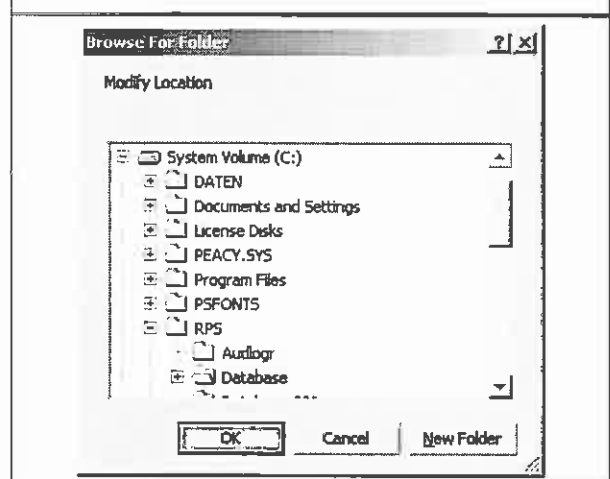 Browse For Folder
Modify Location
System Volume (C:)
DATEN
Documents and Settings
License Disks
PEACY.SYS
Program Files
PSFONTS
RPS
Audlogr
Database
OK Cancel New Folder